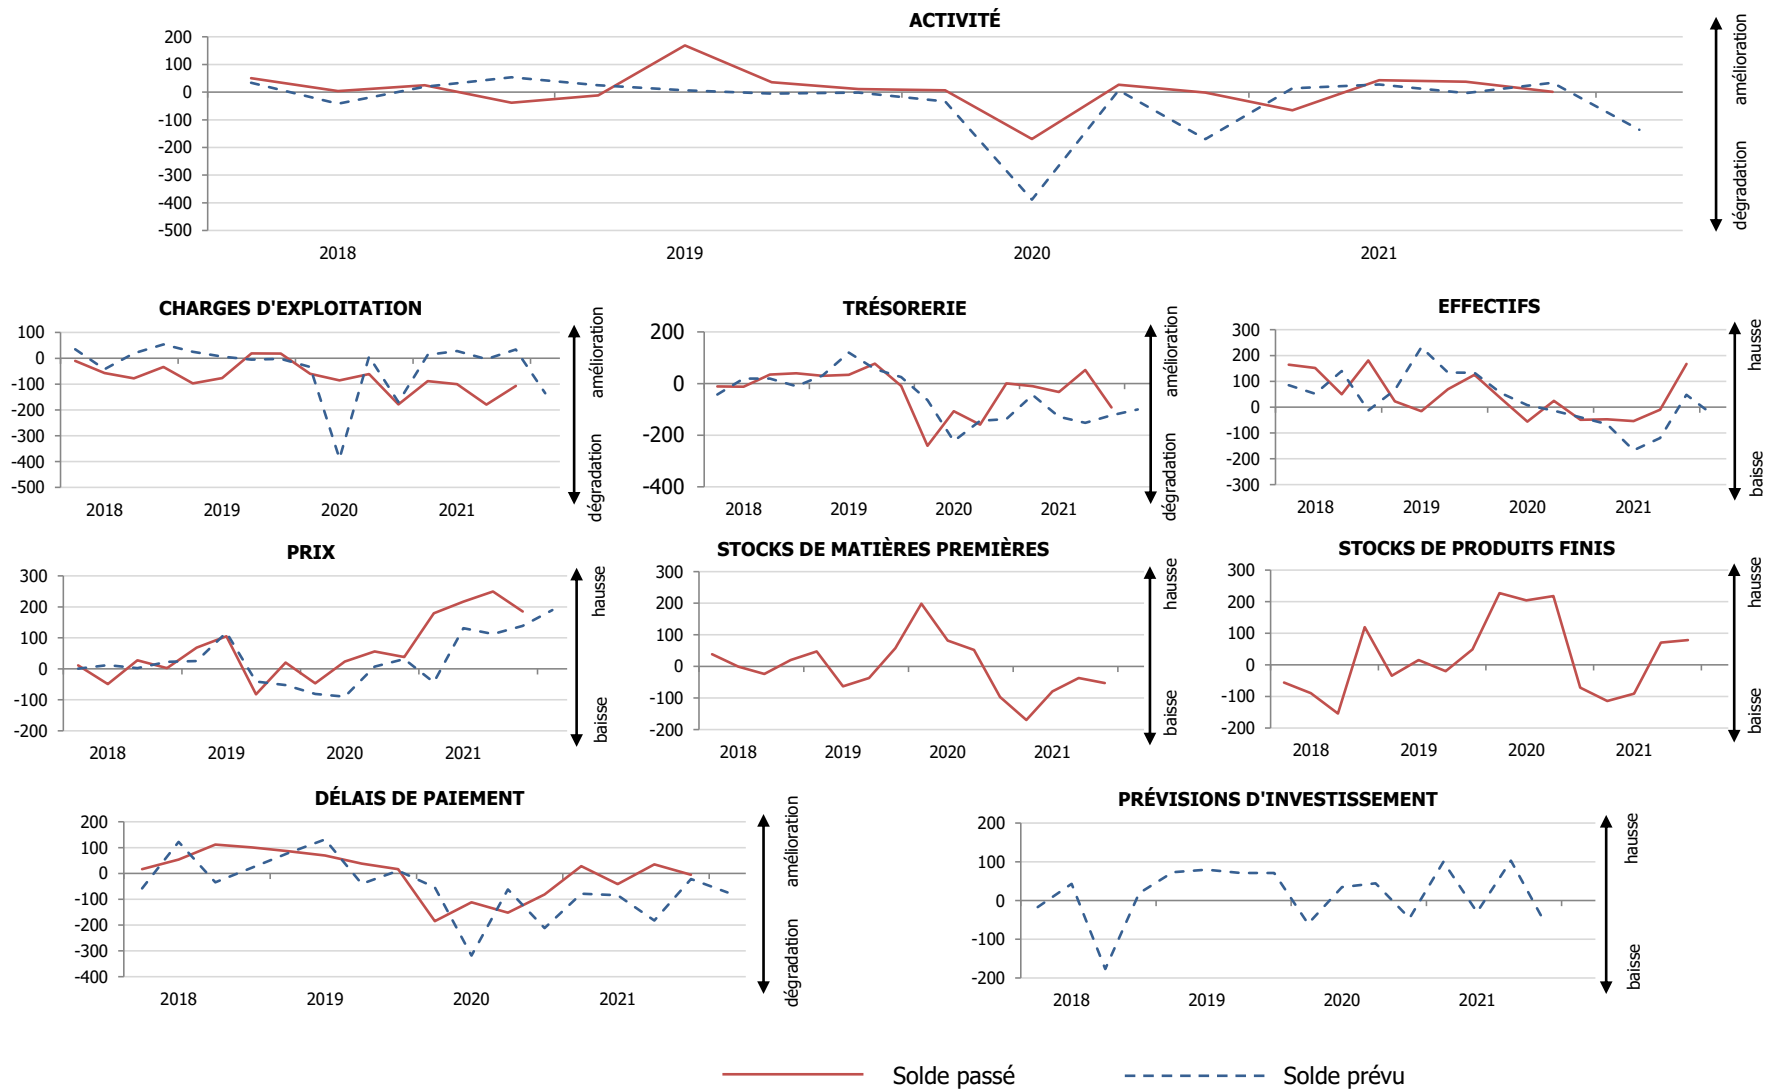 ACTIVITÉ
200
100
0
-100
-200
-300
-400
-500
2018 2019 2020 2021
amélioration
dégradation
CHARGES D'EXPLOITATION
100
0
-100
-200
-300
-400
-500
2018 2019 2020 2021
amélioration
dégradation
TRÉSORERIE
200
0
-200
-400
2018 2019 2020 2021
amélioration
dégradation
EFFECTIFS
300
200
100
0
-100
-200
-300
2018 2019 2020 2021
hausse
baisse
PRIX
300
200
100
0
-100
-200
2018 2019 2020 2021
hausse
baisse
STOCKS DE MATIÈRES PREMIÈRES
300
200
100
0
-100
-200
2018 2019 2020 2021
hausse
baisse
STOCKS DE PRODUITS FINIS
300
200
100
0
-100
-200
2018 2019 2020 2021
hausse
baisse
DÉLAIS DE PAIEMENT
200
100
0
-100
-200
-300
-400
2018 2019 2020 2021
amélioration
dégradation
PRÉVISIONS D'INVESTISSEMENT
200
100
0
-100
-200
2018 2019 2020 2021
hausse
baisse
Solde passé
Solde prévu